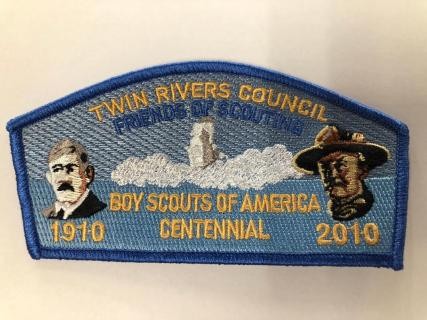 TWIN RIVERS COUNCIL
FRIENDS OF SCOUTING
BOY SCOUTS OF AMERICA
CENTENNIAL
1910
2010